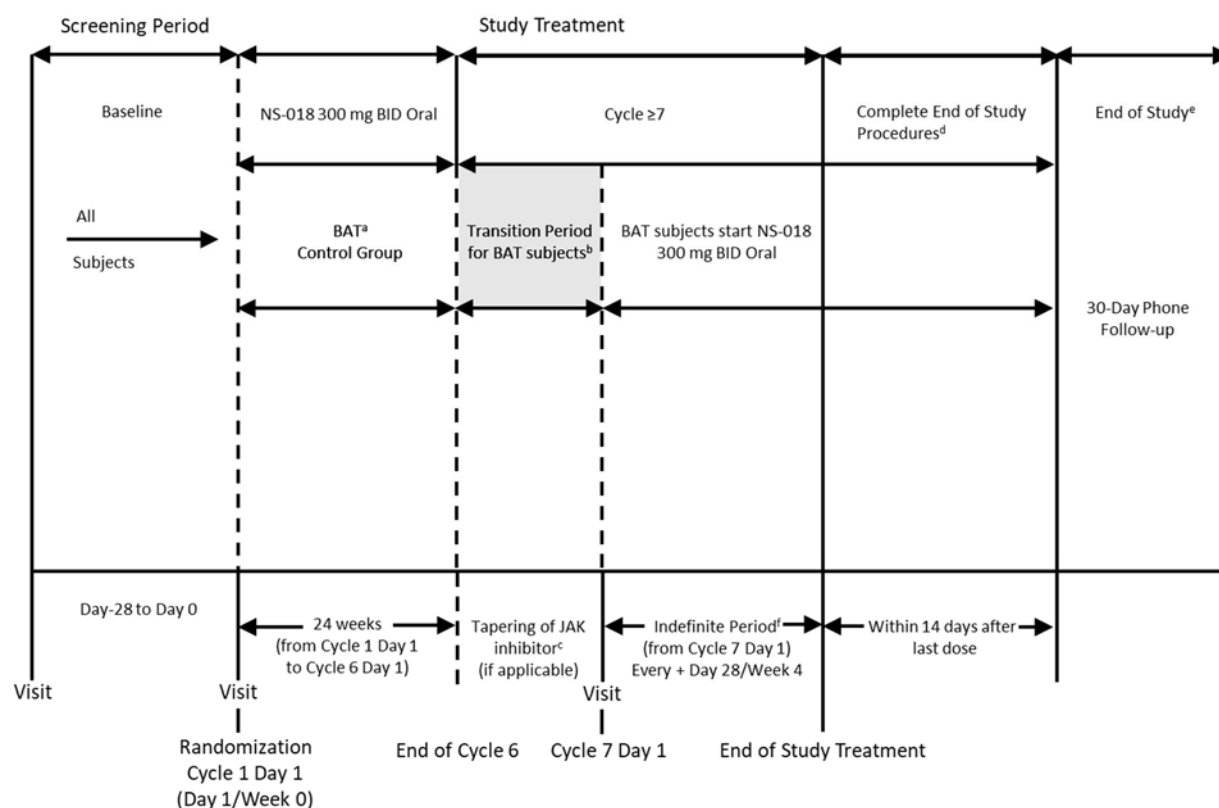 Screening Period
Study Treatment
Baseline
NS-018 300 mg BID Oral
Cycle ≥7
Complete End of Study
Proceduresᵈ
End of Studyᵉ
All
Subjects
BATᵃ
Control Group
Transition Period
for BAT subjectsᵇ
BAT subjects start NS-018
300 mg BID Oral
30-Day Phone
Follow-up
Day-28 to Day 0
24 weeks
(from Cycle 1 Day 1
to Cycle 6 Day 1)
Tapering of JAK
inhibitorᶜ
(if applicable)
Indefinite Periodᶠ
(from Cycle 7 Day 1)
Every + Day 28/Week 4
Within 14 days after
last dose
Visit
Visit
Visit
Randomization
Cycle 1 Day 1
(Day 1/Week 0)
End of Cycle 6
Cycle 7 Day 1
End of Study Treatment